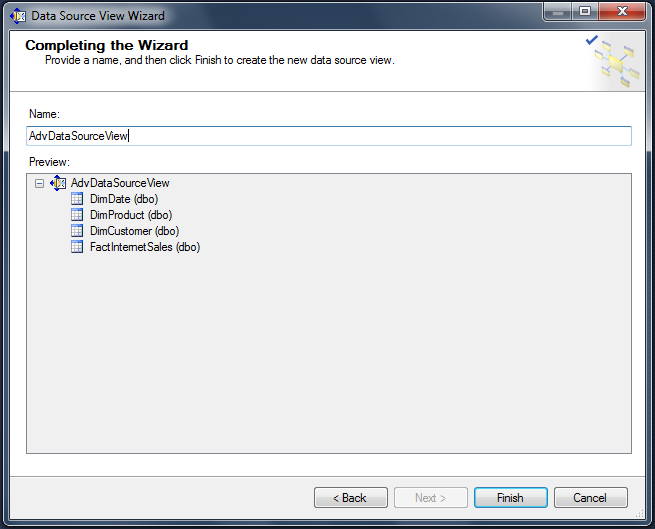 Data Source View Wizard
Completing the Wizard
Provide a name, and then click Finish to create the new data source view.
Name:
AdvDataSourceView
Preview:
AdvDataSourceView
DimDate (dbo)
DimProduct (dbo)
DimCustomer (dbo)
FactInternetSales (dbo)
< Back Next > Finish Cancel